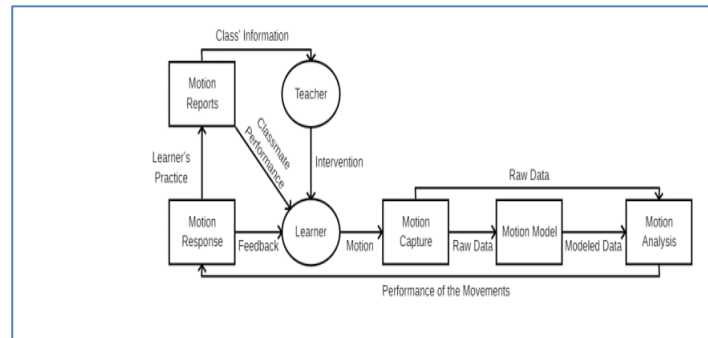 Class' Information
Motion
Reports
Teacher
Classmate
Performance
Learner's
Practice
Intervention
Raw Data
Motion
Response
Feedback
Learner
Motion
Motion
Capture
Raw Data
Motion Model
Modeled Data
Motion
Analysis
Performance of the Movements